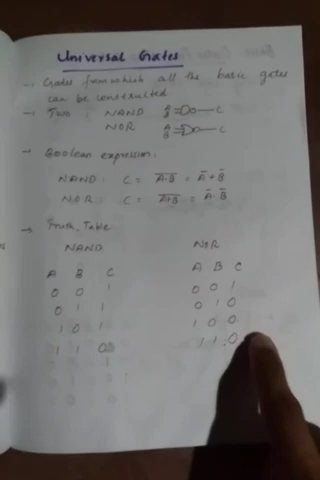 Universal Gates
→ Gates from which all the basic gates
can be constructed
→ Two : NAND A B C
NOR A B C
→ Boolean expression:
NAND: C = \overline{A·B} = Ā + B̄
NOR: C = \overline{A+B} = Ā·B̄
→ Truth Table
NAND NOR
A B C A B C
0 0 1 0 0 1
0 1 1 0 1 0
1 0 1 1 0 0
1 1 0 1 1 0